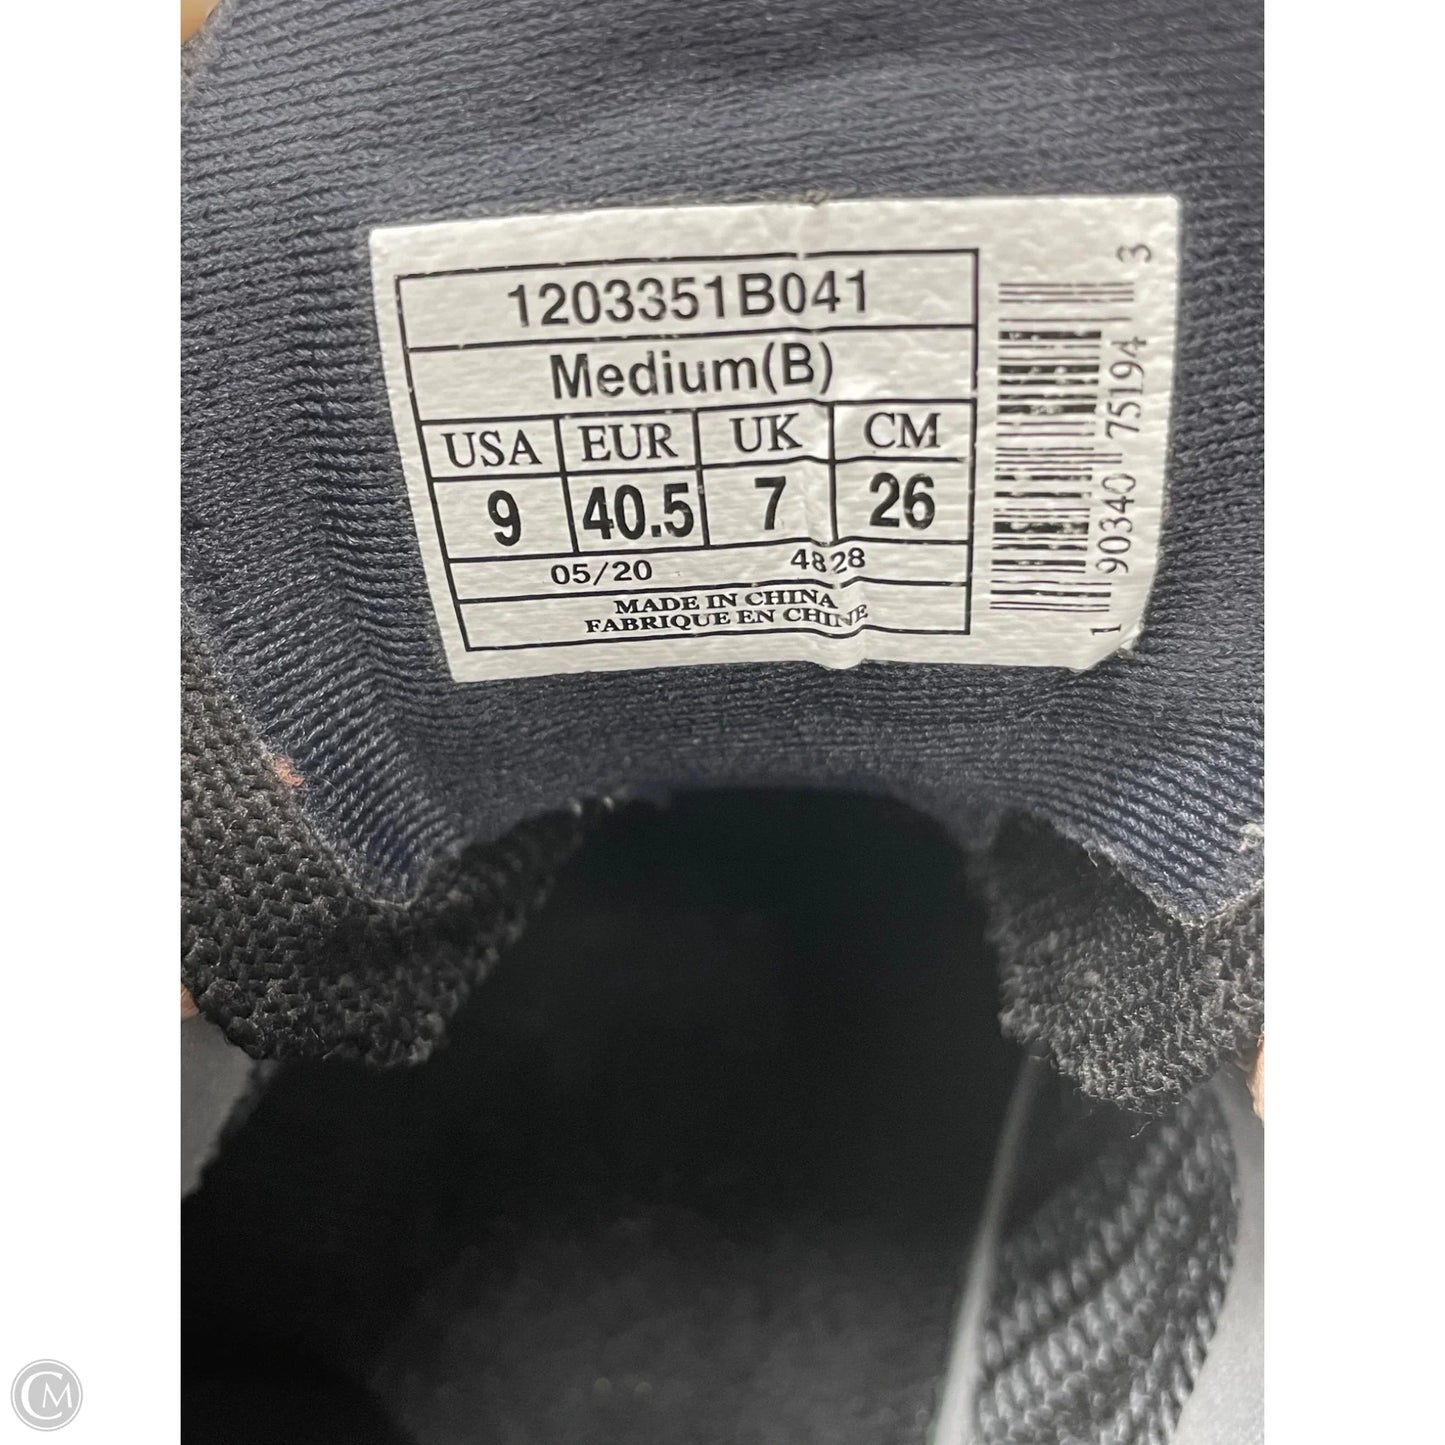 1203351B041
Medium(B)
USA EUR UK CM
9 40.5 7 26
05/20 4828
MADE IN CHINA
FABRIQUE EN CHINE
1 90340 75194 3
CM